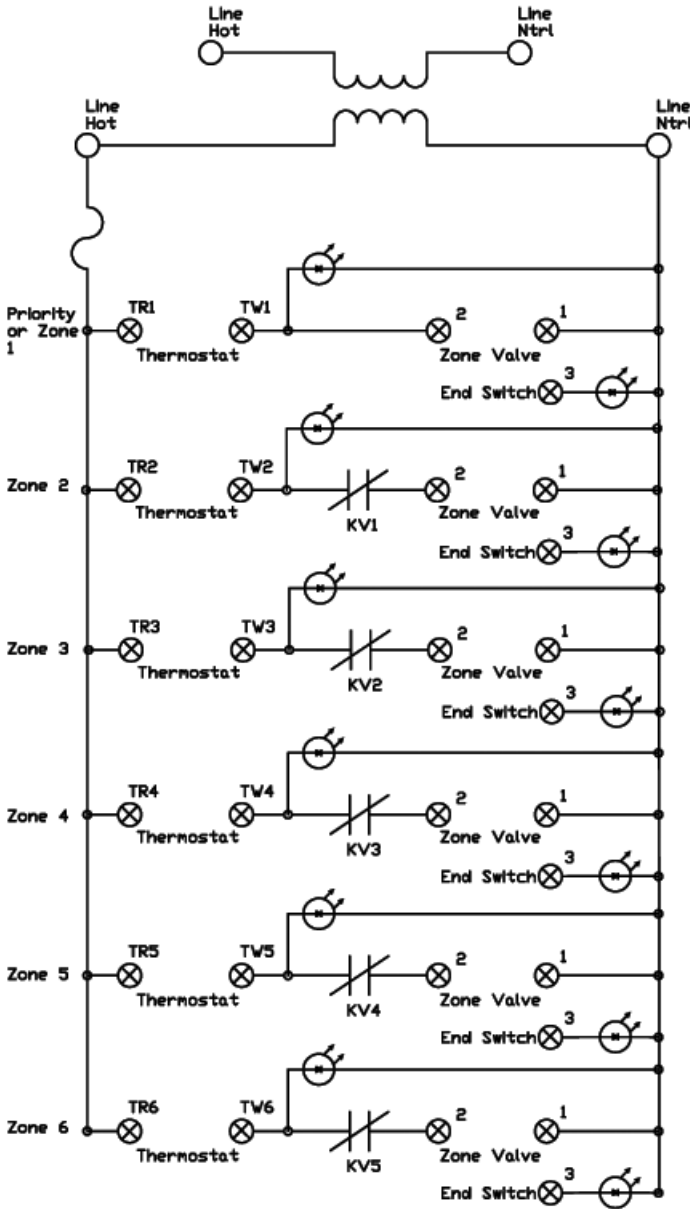 Line
Hot
Line
Ntrl
Line
Hot
Line
Ntrl
Priority
or Zone
1
TR1
TW1
2
1
Thermostat
Zone Valve
End Switch
3
Zone 2
TR2
TW2
2
1
Thermostat
KV1
Zone Valve
End Switch
3
Zone 3
TR3
TW3
2
1
Thermostat
KV2
Zone Valve
End Switch
3
Zone 4
TR4
TW4
2
1
Thermostat
KV3
Zone Valve
End Switch
3
Zone 5
TR5
TW5
2
1
Thermostat
KV4
Zone Valve
End Switch
3
Zone 6
TR6
TW6
2
1
Thermostat
KV5
Zone Valve
End Switch
3